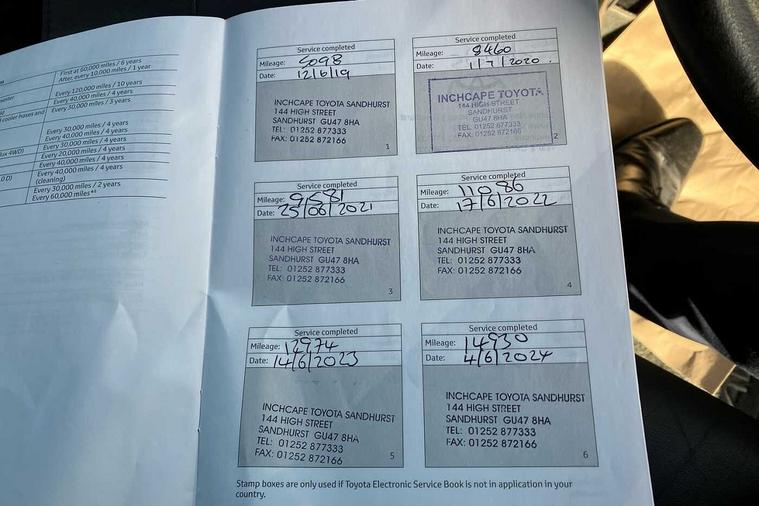 First at 60,000 miles / 6 years
After, every 10,000 miles / 1 year
Every 120,000 miles / 10 years
Every 40,000 miles / 4 years
cooler boxes and
Every 30,000 miles / 3 years
Every 30,000 miles / 4 years
Every 40,000 miles / 4 years
4WD)
Every 30,000 miles / 4 years
Every 20,000 miles / 4 years
Every 40,000 miles / 4 years
Every 40,000 miles / 4 years
(cleaning)
Every 30,000 miles / 2 years
Every 60,000 miles
Service completed
Mileage: 5098
Date: 12/6/19
INCHCAPE TOYOTA SANDHURST
144 HIGH STREET
SANDHURST GU47 8HA
TEL: 01252 877333
FAX: 01252 872166
1
Service completed
Mileage: 8460
Date: 1/7/2020.
INCHCAPE TOYOTA
144 HIGH STREET
SANDHURST
GU47 8HA
TEL: 01252 877333
FAX: 01252 872166
2
Service completed
Mileage: 9581
Date: 25/06/2021
INCHCAPE TOYOTA SANDHURST
144 HIGH STREET
SANDHURST GU47 8HA
TEL: 01252 877333
FAX: 01252 872166
3
Service completed
Mileage: 11086
Date: 17/6/2022
INCHCAPE TOYOTA SANDHURST
144 HIGH STREET
SANDHURST GU47 8HA
TEL: 01252 877333
FAX: 01252 872166
4
Service completed
Mileage: 12974
Date: 14/6/2023
INCHCAPE TOYOTA SANDHURST
144 HIGH STREET
SANDHURST GU47 8HA
TEL: 01252 877333
FAX: 01252 872166
5
Service completed
Mileage: 14930
Date: 4/6/2024
INCHCAPE TOYOTA SANDHURST
144 HIGH STREET
SANDHURST GU47 8HA
TEL: 01252 877333
FAX: 01252 872166
6
Stamp boxes are only used if Toyota Electronic Service Book is not in application in your
country.